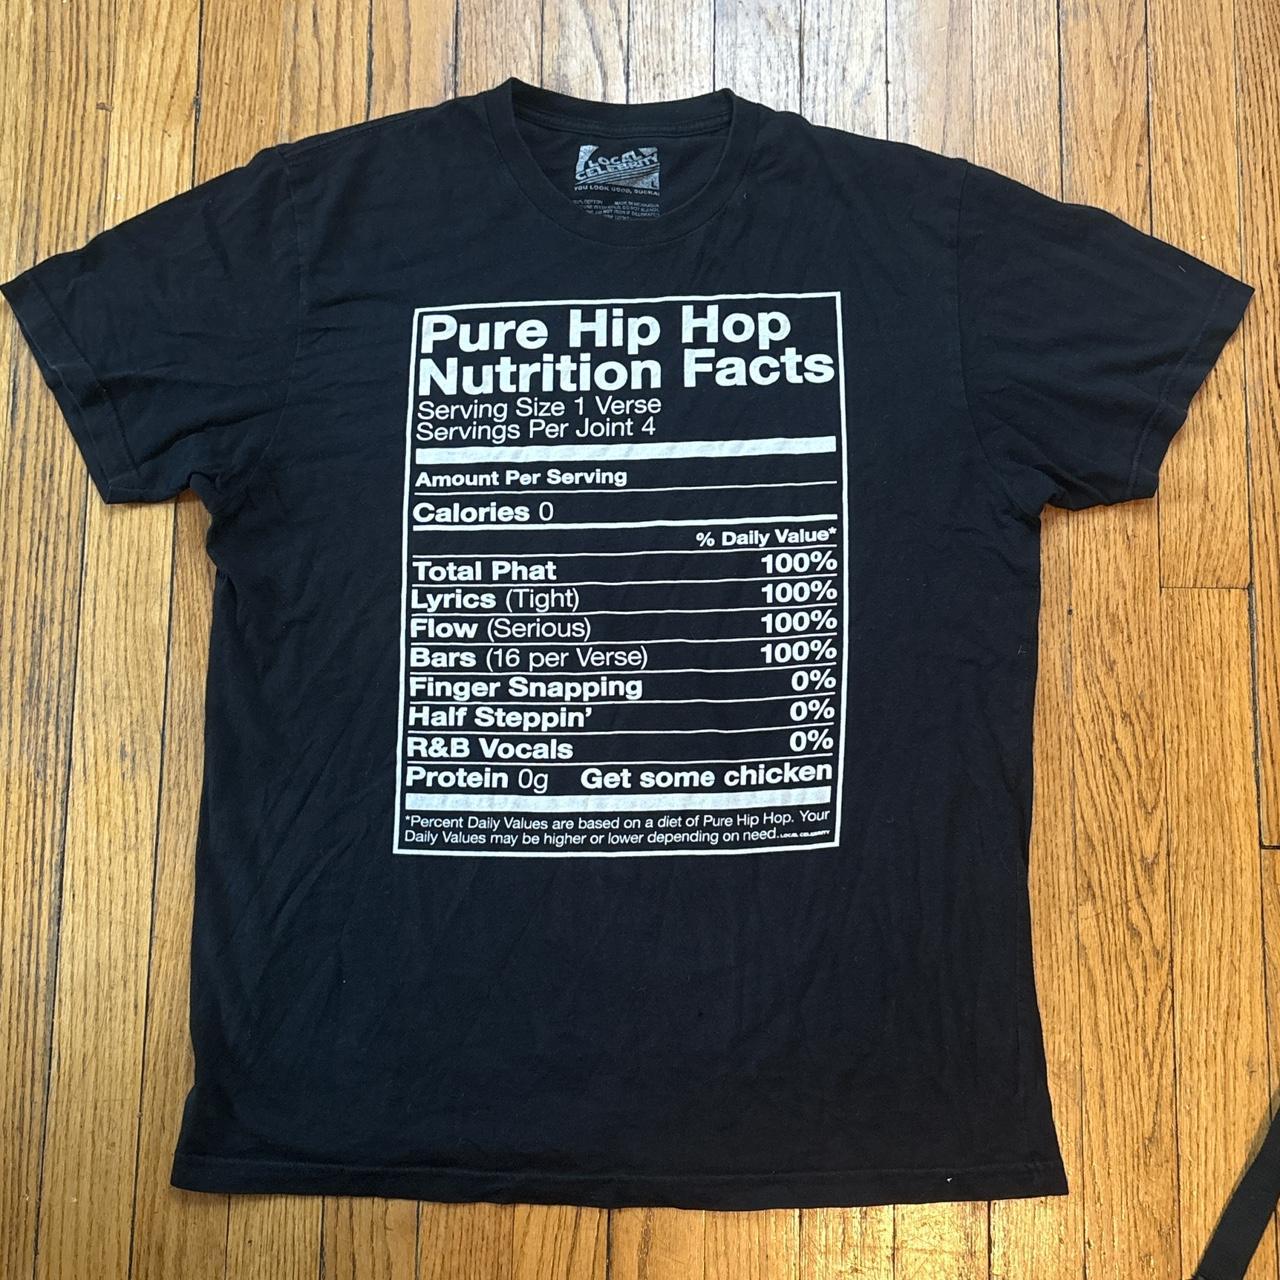 LOCAL
CELEBRITY
YOU LOOK GOOD, SUCKA!
Pure Hip Hop
Nutrition Facts
Serving Size 1 Verse
Servings Per Joint 4
Amount Per Serving
Calories 0
% Daily Value*
Total Phat 100%
Lyrics (Tight) 100%
Flow (Serious) 100%
Bars (16 per Verse) 100%
Finger Snapping 0%
Half Steppin' 0%
R&B Vocals 0%
Protein 0g Get some chicken
*Percent Daily Values are based on a diet of Pure Hip Hop. Your
Daily Values may be higher or lower depending on need. LOCAL CELEBRITY